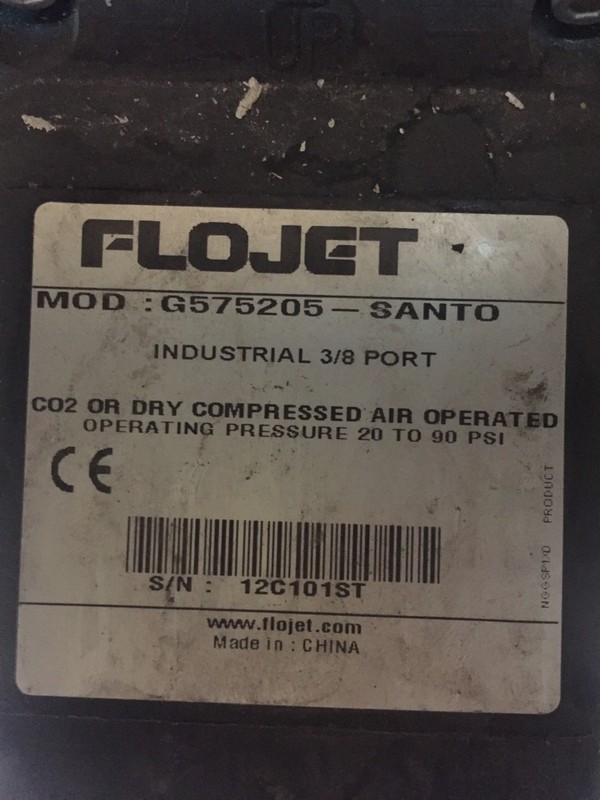 UP
FLOJET
MOD : G575205 – SANTO
INDUSTRIAL 3/8 PORT
CO2 OR DRY COMPRESSED AIR OPERATED
OPERATING PRESSURE 20 TO 90 PSI
CE
PRODUCT
S/N : 12C101ST
www.flojet.com
Made in : CHINA